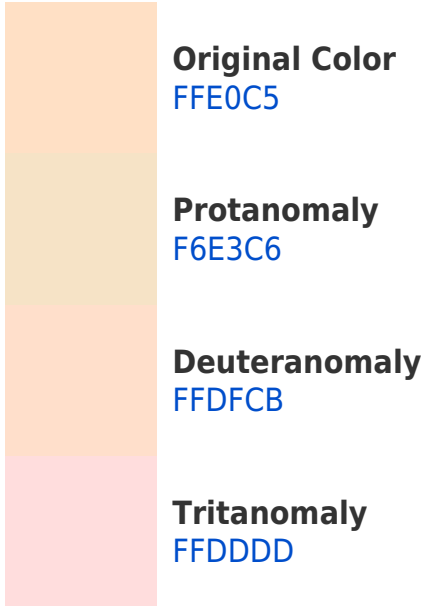 Original Color
FFE0C5
Protanomaly
F6E3C6
Deuteranomaly
FFDFCB
Tritanomaly
FFDDDD